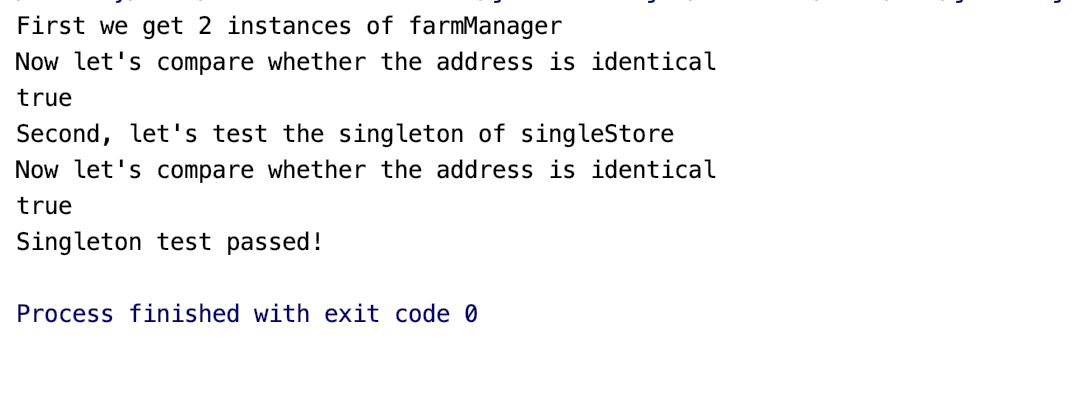 First we get 2 instances of farmManager
Now let's compare whether the address is identical
true
Second, let's test the singleton of singleStore
Now let's compare whether the address is identical
true
Singleton test passed!
Process finished with exit code 0